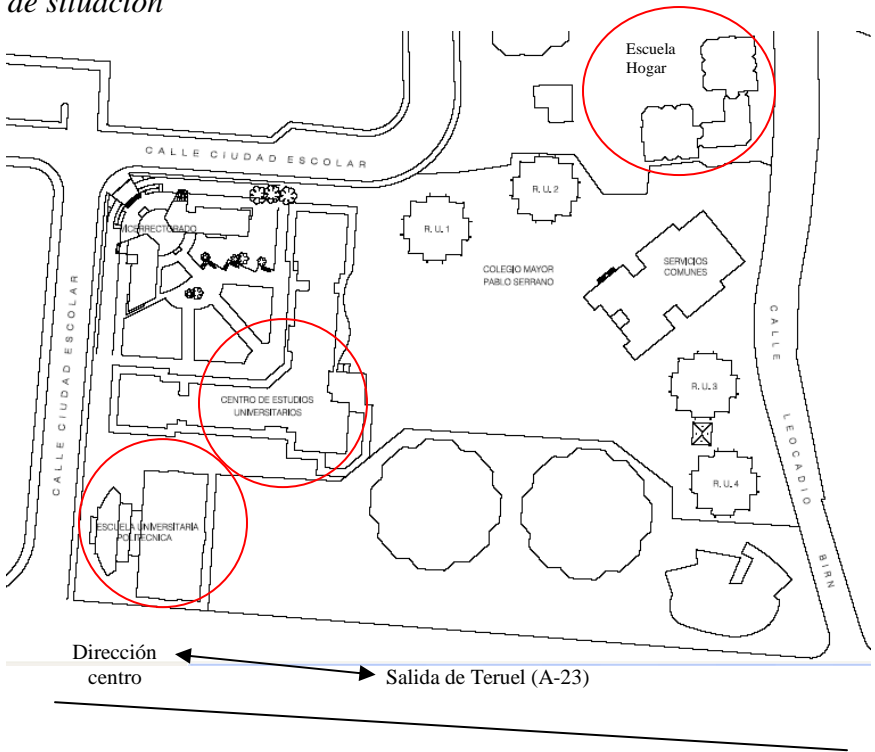 de situación
Escuela
Hogar
CALLE CIUDAD ESCOLAR
R. U. 2
VICERRECTORADO
R. U. 1
COLEGIO MAYOR
PABLO SERRANO
SERVICIOS
COMUNES
CALLE CIUDAD ESCOLAR
CALLE LEOCADIO BIRN
R. U. 3
CENTRO DE ESTUDIOS
UNIVERSITARIOS
R. U. 4
ESCUELA UNIVERSITARIA
POLITECNICA
Dirección
centro
Salida de Teruel (A-23)